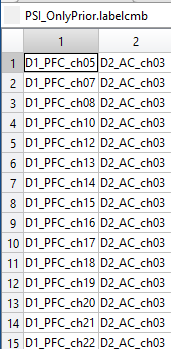 PSI_OnlyPrior.labelcmb
1 2
1 D1_PFC_ch05 D2_AC_ch03
2 D1_PFC_ch07 D2_AC_ch03
3 D1_PFC_ch08 D2_AC_ch03
4 D1_PFC_ch10 D2_AC_ch03
5 D1_PFC_ch12 D2_AC_ch03
6 D1_PFC_ch13 D2_AC_ch03
7 D1_PFC_ch14 D2_AC_ch03
8 D1_PFC_ch15 D2_AC_ch03
9 D1_PFC_ch16 D2_AC_ch03
10 D1_PFC_ch17 D2_AC_ch03
11 D1_PFC_ch18 D2_AC_ch03
12 D1_PFC_ch19 D2_AC_ch03
13 D1_PFC_ch20 D2_AC_ch03
14 D1_PFC_ch21 D2_AC_ch03
15 D1_PFC_ch22 D2_AC_ch03